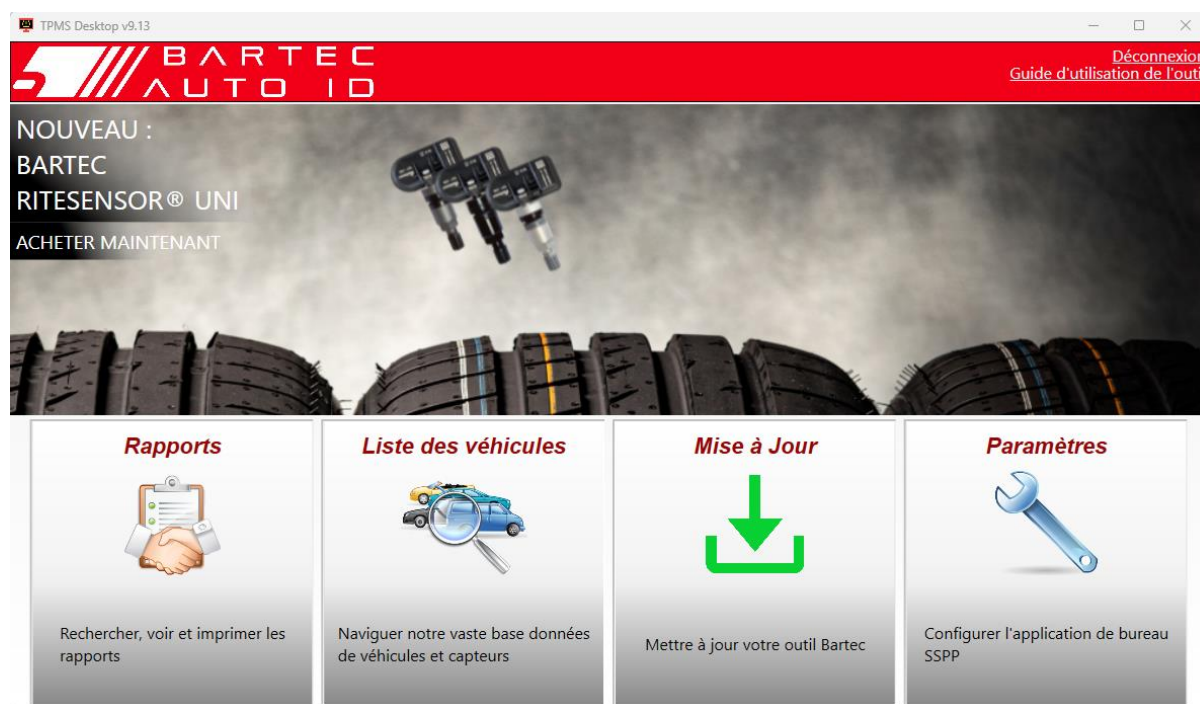 TPMS Desktop v9.13
BARTEC
AUTO ID
Déconnexion
Guide d'utilisation de l'outi
NOUVEAU :
BARTEC
RITESENSOR® UNI
ACHETER MAINTENANT
Rapports
Rechercher, voir et imprimer les
rapports
Liste des véhicules
Naviguer notre vaste base données
de véhicules et capteurs
Mise à Jour
Mettre à jour votre outil Bartec
Paramètres
Configurer l'application de bureau
SSPP